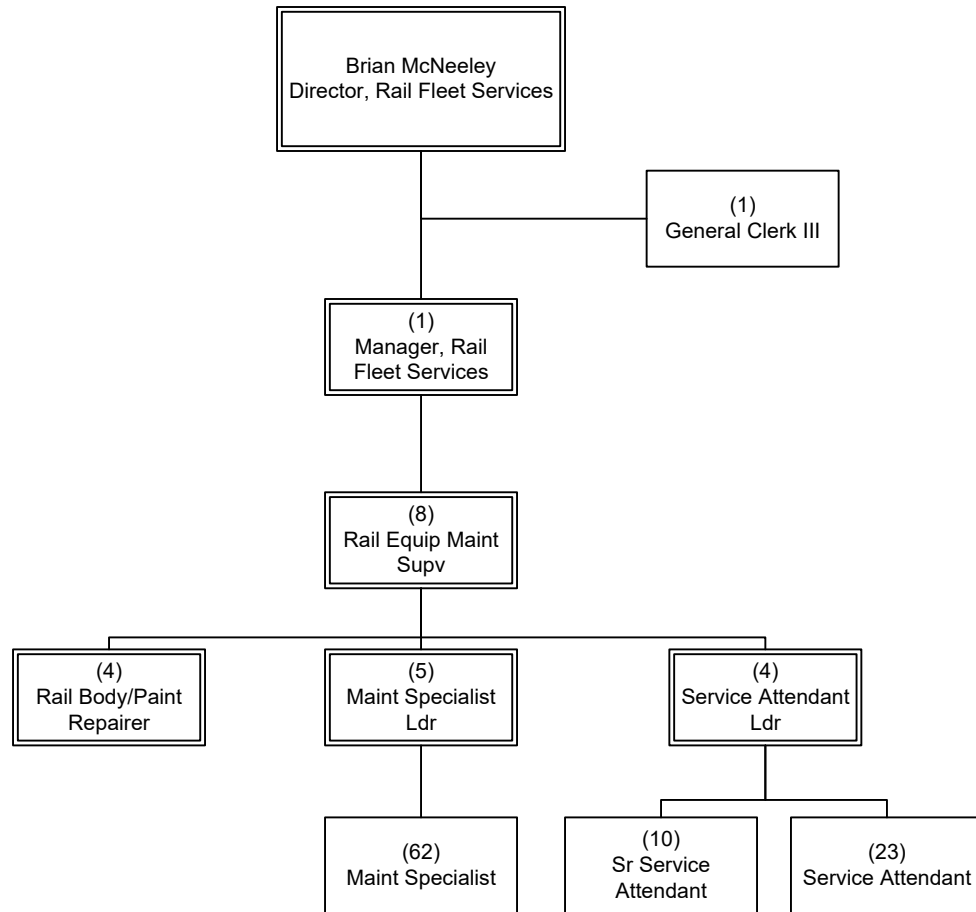 Brian McNeeley
Director, Rail Fleet Services
(1)
General Clerk III
(1)
Manager, Rail
Fleet Services
(8)
Rail Equip Maint
Supv
(4)
Rail Body/Paint
Repairer
(5)
Maint Specialist
Ldr
(4)
Service Attendant
Ldr
(62)
Maint Specialist
(10)
Sr Service
Attendant
(23)
Service Attendant